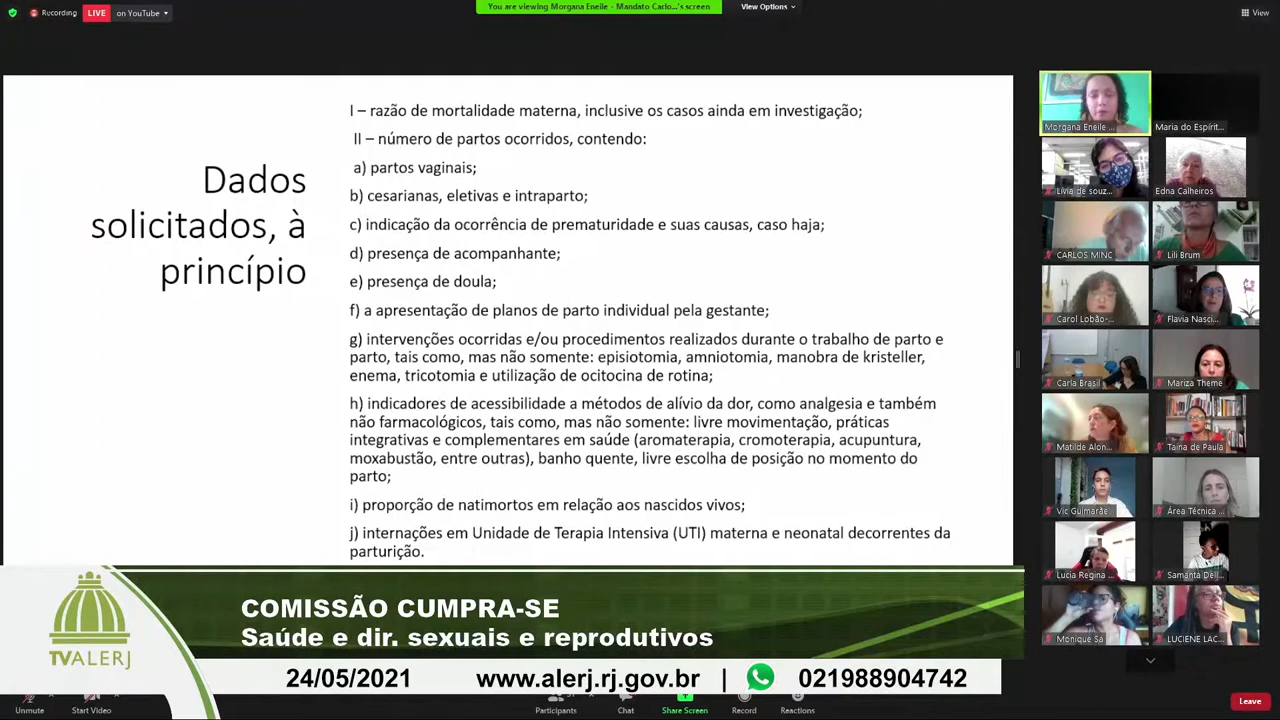 Recording
LIVE
on YouTube
You are viewing Morgana Eneile - Mandato Carlo...'s screen
View Options
View
Dados
solicitados, à
princípio
I – razão de mortalidade materna, inclusive os casos ainda em investigação;
II – número de partos ocorridos, contendo:
a) partos vaginais;
b) cesarianas, eletivas e intraparto;
c) indicação da ocorrência de prematuridade e suas causas, caso haja;
d) presença de acompanhante;
e) presença de doula;
f) a apresentação de planos de parto individual pela gestante;
g) intervenções ocorridas e/ou procedimentos realizados durante o trabalho de parto e
parto, tais como, mas não somente: episiotomia, amniotomia, manobra de kristeller,
enema, tricotomia e utilização de ocitocina de rotina;
h) indicadores de acessibilidade a métodos de alívio da dor, como analgesia e também
não farmacológicos, tais como, mas não somente: livre movimentação, práticas
integrativas e complementares em saúde (aromaterapia, cromoterapia, acupuntura,
moxabustão, entre outras), banho quente, livre escolha de posição no momento do
parto;
i) proporção de natimortos em relação aos nascidos vivos;
j) internações em Unidade de Terapia Intensiva (UTI) materna e neonatal decorrentes da
parturição.
Morgana Eneile ...
Maria do Espírit...
Lívia de souz...
Edna Calheiros
CARLOS MINC
Lili Brum
Carol Lobão-...
Flavia Nasci...
Carla Brasil
Mariza Theme
Matilde Alon...
Taina de Paula
Vic Guimarãe...
Área Técnica ...
Lucia Regina ...
Samanta Dell...
Monique Sá
LUCIENE LAC...
TVALERJ
COMISSÃO CUMPRA-SE
Saúde e dir. sexuais e reprodutivos
24/05/2021 www.alerj.rj.gov.br | 021988904742
Unmute
Start Video
Participants
Chat
Share Screen
Record
Reactions
Leave